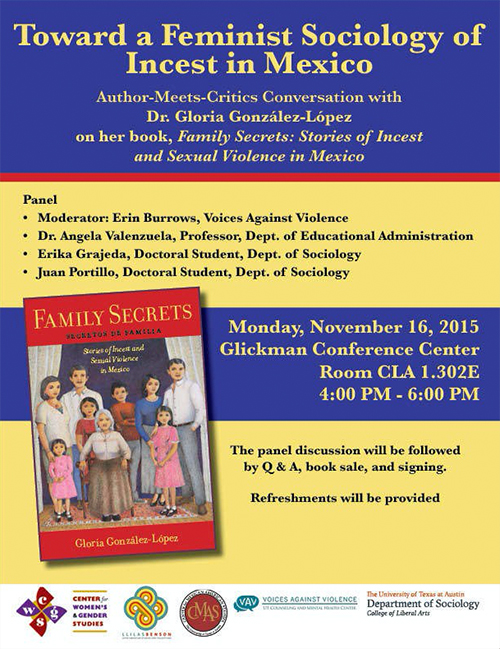 Toward a Feminist Sociology of
Incest in Mexico
Author-Meets-Critics Conversation with
Dr. Gloria González-López
on her book, Family Secrets: Stories of Incest
and Sexual Violence in Mexico
Panel
• Moderator: Erin Burrows, Voices Against Violence
• Dr. Angela Valenzuela, Professor, Dept. of Educational Administration
• Erika Grajeda, Doctoral Student, Dept. of Sociology
• Juan Portillo, Doctoral Student, Dept. of Sociology
FAMILY SECRETS
SECRETOS DE FAMILIA
Stories of Incest and
Sexual Violence
in Mexico
Gloria González-López
Monday, November 16, 2015
Glickman Conference Center
Room CLA 1.302E
4:00 PM - 6:00 PM
The panel discussion will be followed
by Q & A, book sale, and signing.
Refreshments will be provided
c
w s
g
CENTER for
WOMEN'S
& GENDER
STUDIES
LLILAS BENSON
CMAS
VAV
VOICES AGAINST VIOLENCE
UT COUNSELING AND MENTAL HEALTH CENTER
The University of Texas at Austin
Department of Sociology
College of Liberal Arts